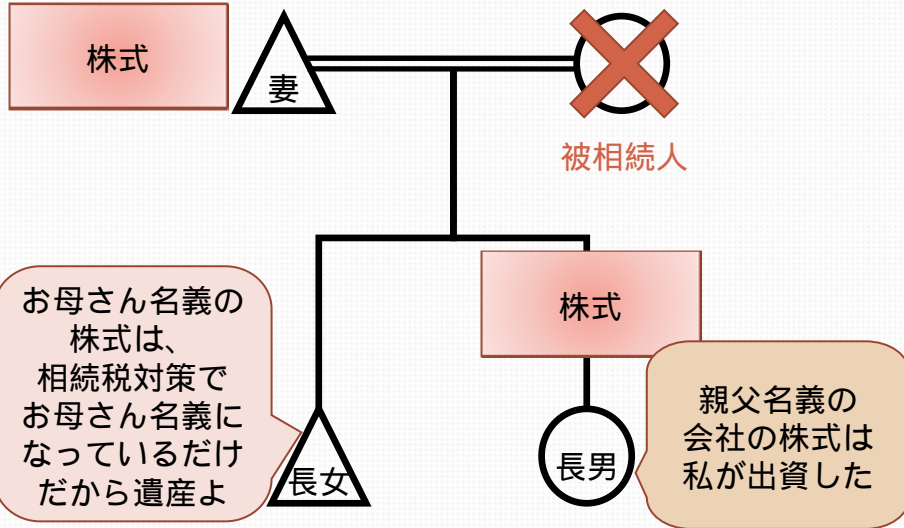 株式
妻
被相続人
株式
お母さん名義の
株式は、
相続税対策で
お母さん名義に
なっているだけ
だから遺産よ
長女
長男
親父名義の
会社の株式は
私が出資した